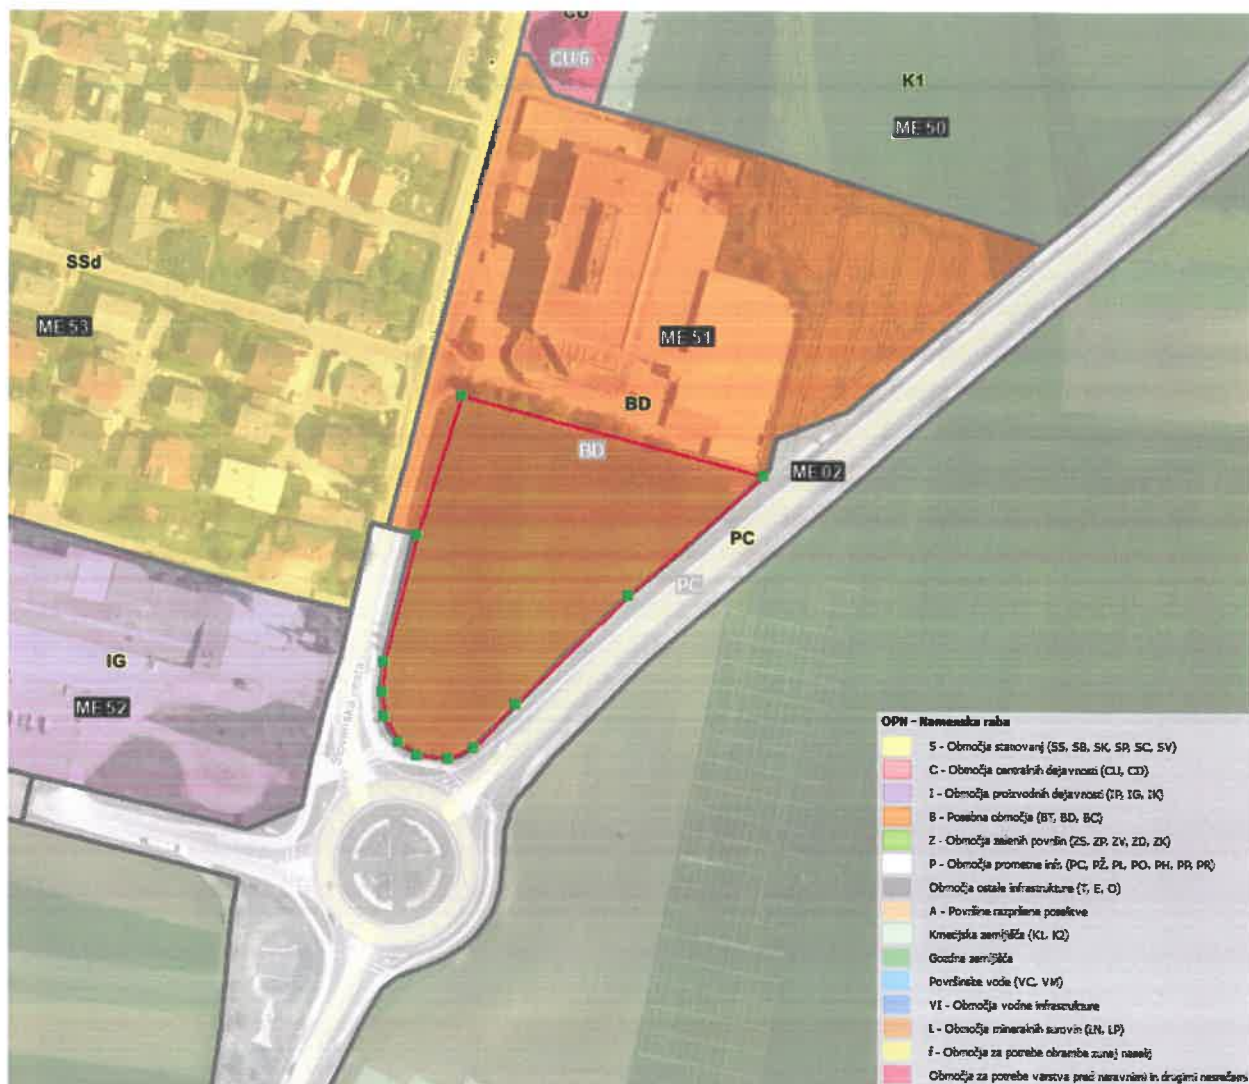 CU
CU 6
K1
ME 50
SSd
ME 53
ME 51
BD
BD
ME 02
PC
PC
IG
ME 52
OPN - Namenska raba
S - Območja stanovanj (SS, SB, SK, SP, SC, SV)
C - Območja centralnih dejavnosti (CU, CD)
I - Območja proizvodnih dejavnosti (IP, IG, IK)
B - Posebna območja (BT, BD, BC)
Z - Območja zelenih površin (ZS, ZP, ZV, ZD, ZK)
P - Območja prometne infr. (PC, PŽ, PL, PO, PH, PP, PR)
Območja ostale infrastrukture (T, E, O)
A - Površine razpršene poselitve
Kmetijska zemljišča (K1, K2)
Gozdna zemljišča
Površinske vode (VC, VM)
VI - Območja vodne infrastrukture
L - Območja mineralnih surovin (LN, LP)
f - Območja za potrebe obrambe zunaj naselij
Območja za potrebe varstva pred naravnimi in drugimi nesrečami